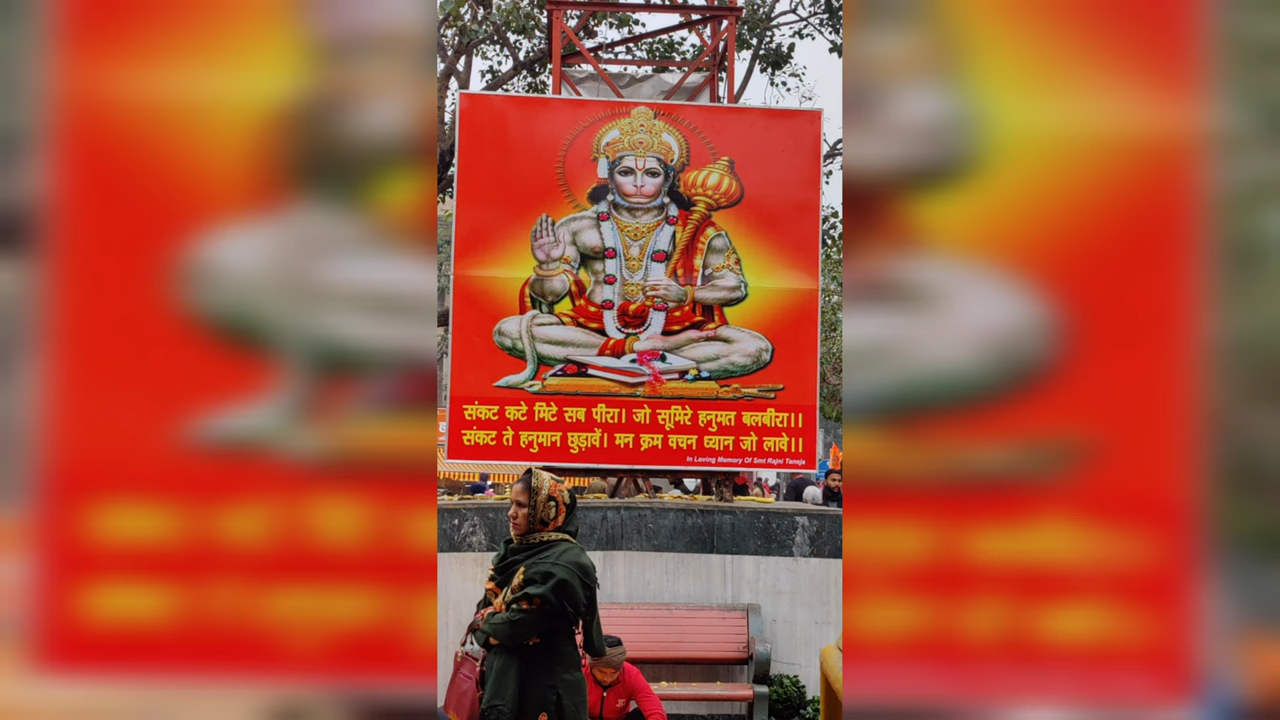 संकट कटे मिटे सब पीरा। जो सूमिरे हनुमत बलबीरा।।
संकट ते हनुमान छुड़ावें। मन क्रम वचन ध्यान जो लावे।।
In Loving Memory Of Smt Rajni Taneja